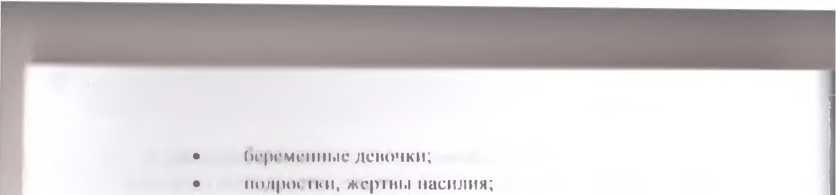 • беременные девочки;
• подростки, жертвы насилия;